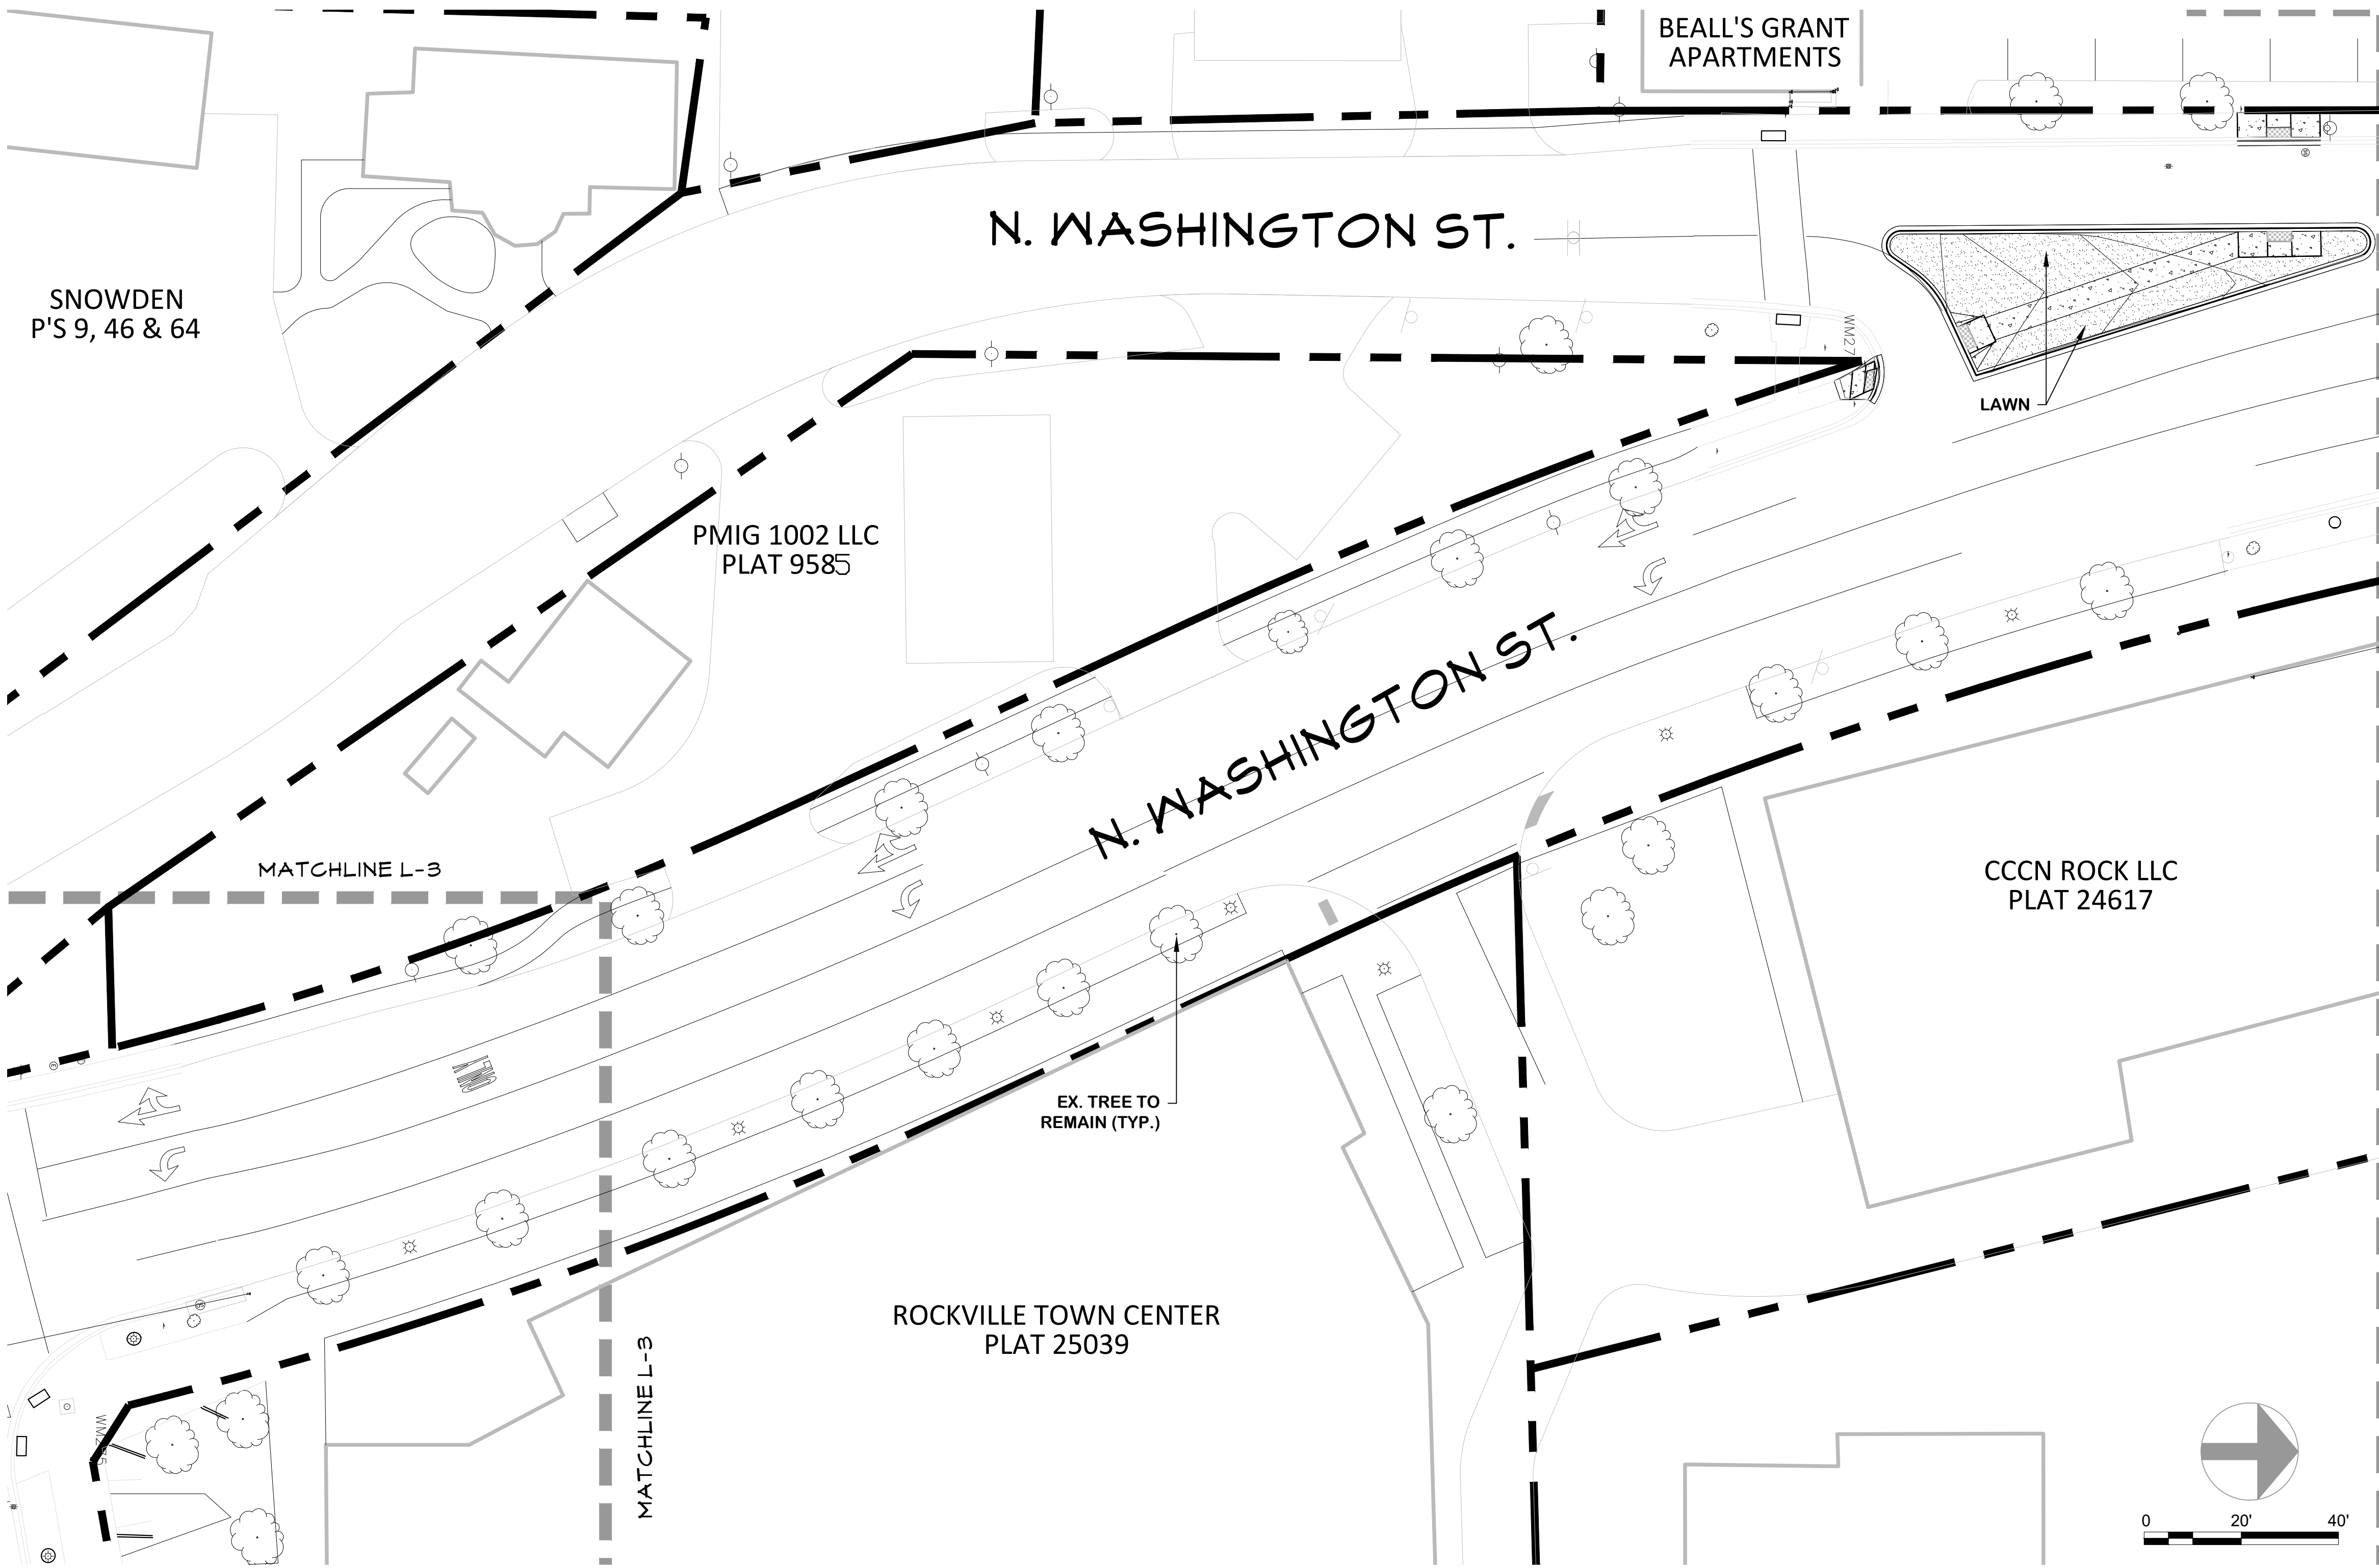 BEALL'S GRANT
APARTMENTS
N. WASHINGTON ST.
SNOWDEN
P'S 9, 46 & 64
WM27
LAWN
PMIG 1002 LLC
PLAT 9585
N. WASHINGTON ST.
MATCHLINE L-3
CCCN ROCK LLC
PLAT 24617
EX. TREE TO
REMAIN (TYP.)
ROCKVILLE TOWN CENTER
PLAT 25039
MATCHLINE L-3
0 20' 40'